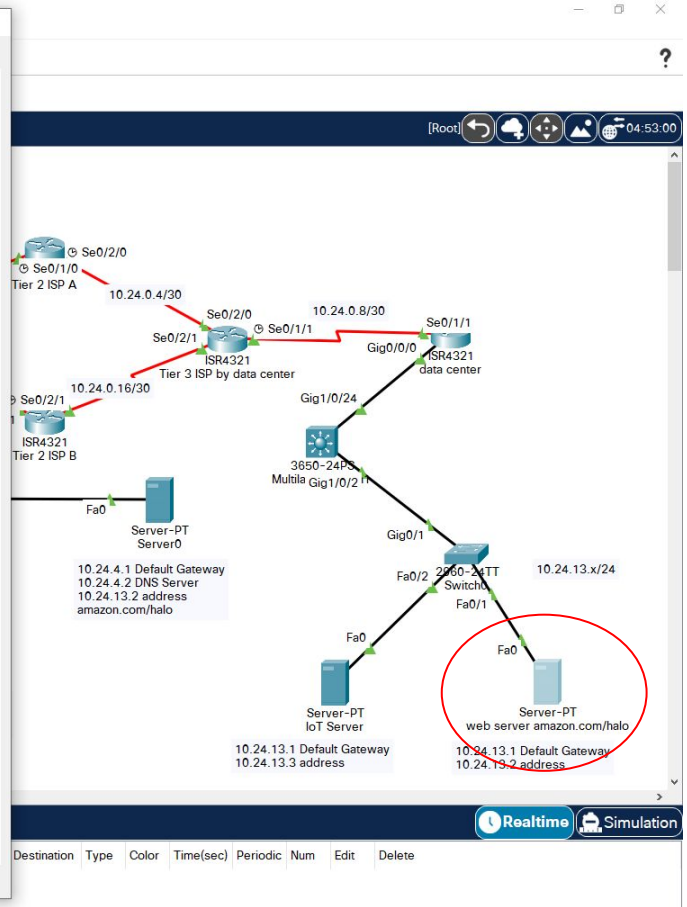 ?
[Root]
04:53:00
Se0/2/0
Se0/1/0
Tier 2 ISP A
10.24.0.4/30
Se0/2/0
10.24.0.8/30
Se0/1/1
Se0/2/1
Se0/1/1
Gig0/0/0
ISR4321
Tier 3 ISP by data center
ISR4321
data center
10.24.0.16/30
Se0/2/1
1
Gig1/0/24
ISR4321
Tier 2 ISP B
3650-24PS
Multila
Gig1/0/2
Fa0
Server-PT
Server0
Gig0/1
10.24.4.1 Default Gateway
10.24.4.2 DNS Server
10.24.13.2 address
amazon.com/halo
Fa0/2
2960-24TT
Switch0
10.24.13.x/24
Fa0/1
Fa0
Fa0
Server-PT
IoT Server
Server-PT
web server amazon.com/halo
10.24.13.1 Default Gateway
10.24.13.3 address
10.24.13.1 Default Gateway
10.24.13.2 address
Realtime
Simulation
Destination Type Color Time(sec) Periodic Num Edit Delete